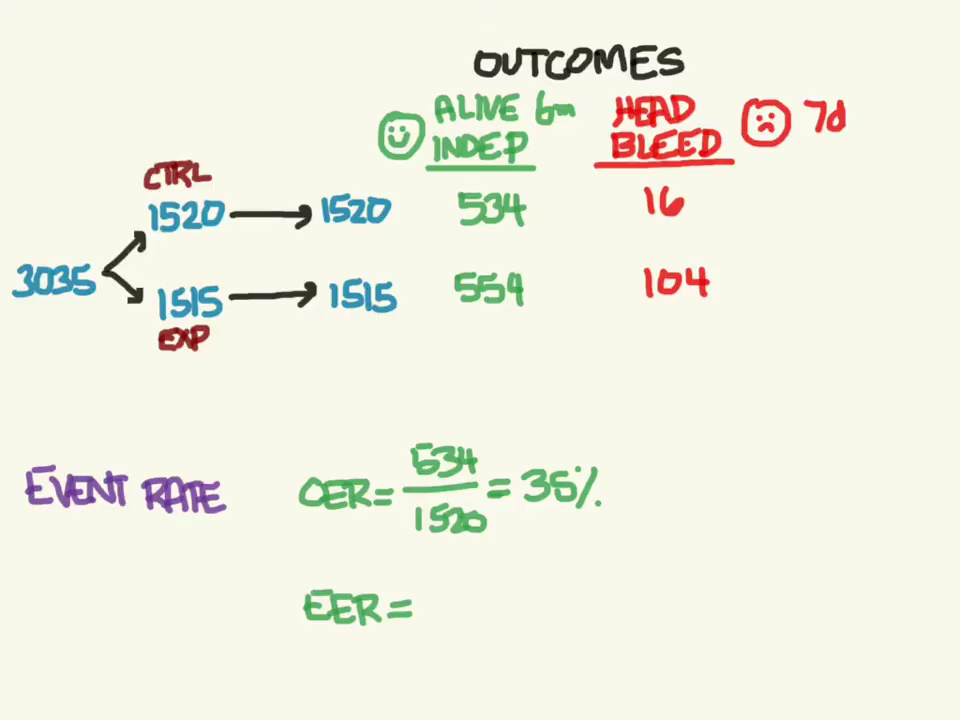 OUTCOMES
ALIVE 6m HEAD 7d
INDEP BLEED
CTRL
1520 1520 534 16
3035
1515 1515 554 104
EXP
EVENT RATE CER = 534 / 1520 = 35%
EER =